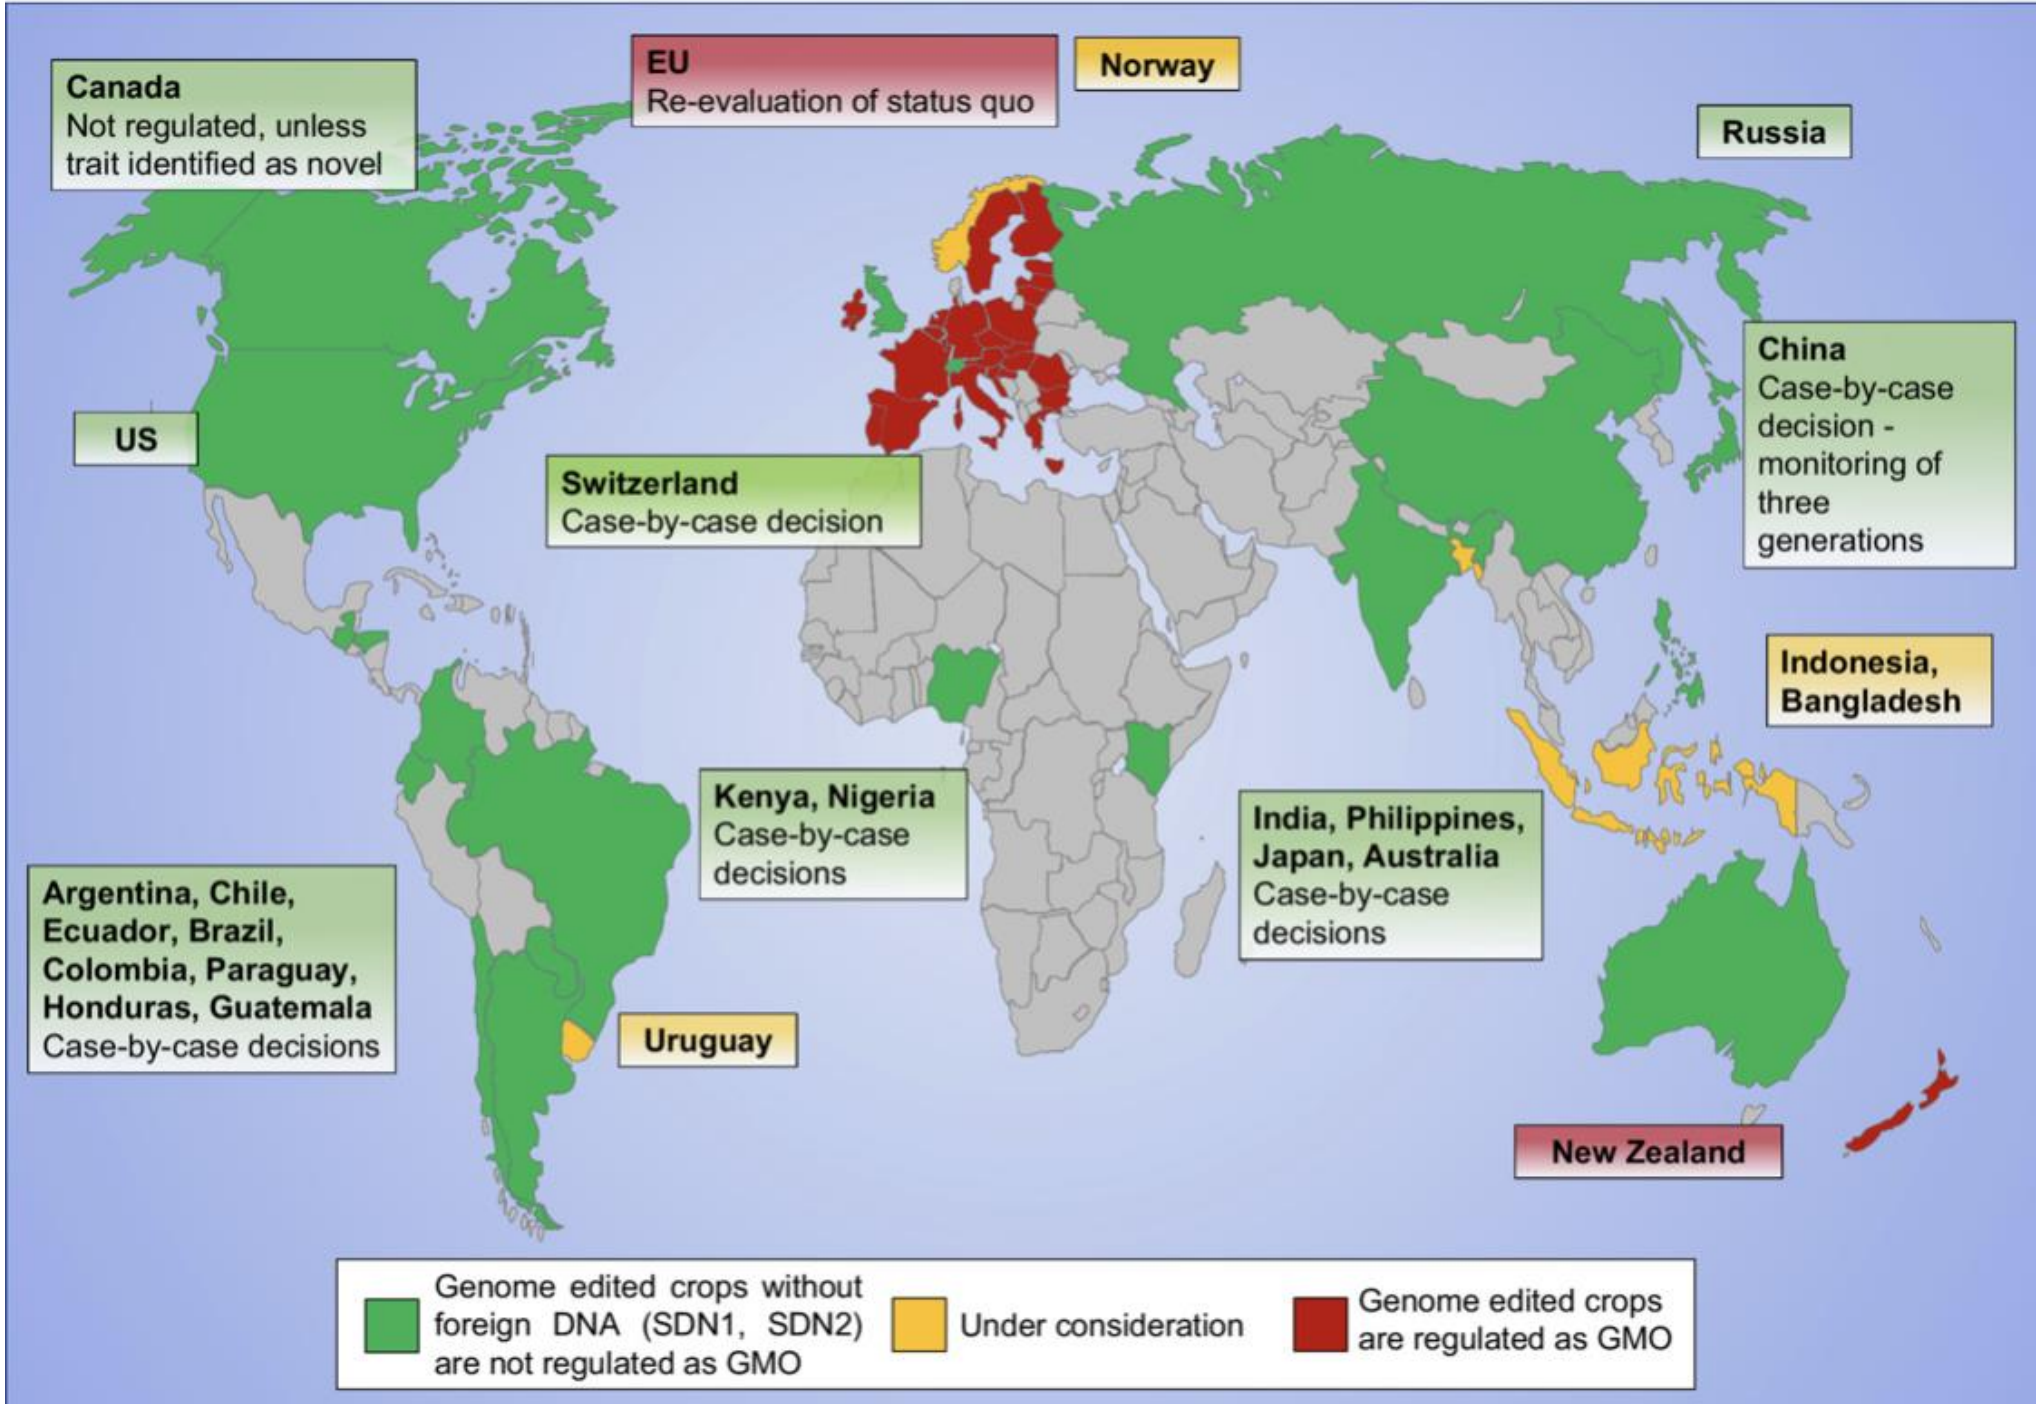 Canada
Not regulated, unless
trait identified as novel
EU
Re-evaluation of status quo
Norway
Russia
US
Switzerland
Case-by-case decision
China
Case-by-case
decision -
monitoring of
three
generations
Indonesia,
Bangladesh
Kenya, Nigeria
Case-by-case
decisions
India, Philippines,
Japan, Australia
Case-by-case
decisions
Argentina, Chile,
Ecuador, Brazil,
Colombia, Paraguay,
Honduras, Guatemala
Case-by-case decisions
Uruguay
New Zealand
Genome edited crops without
foreign DNA (SDN1, SDN2)
are not regulated as GMO
Under consideration
Genome edited crops
are regulated as GMO